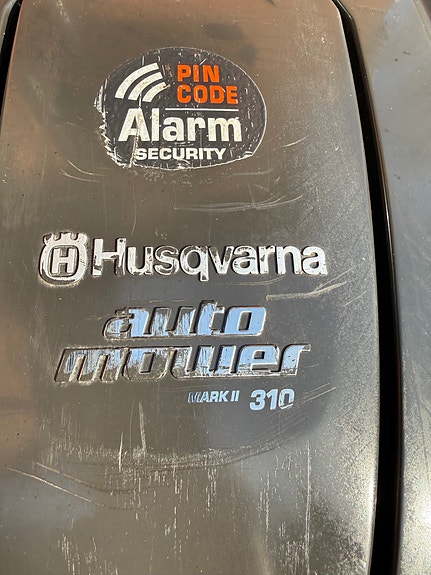 PIN
CODE
Alarm
SECURITY
H Husqvarna
auto
mower
MARK II 310